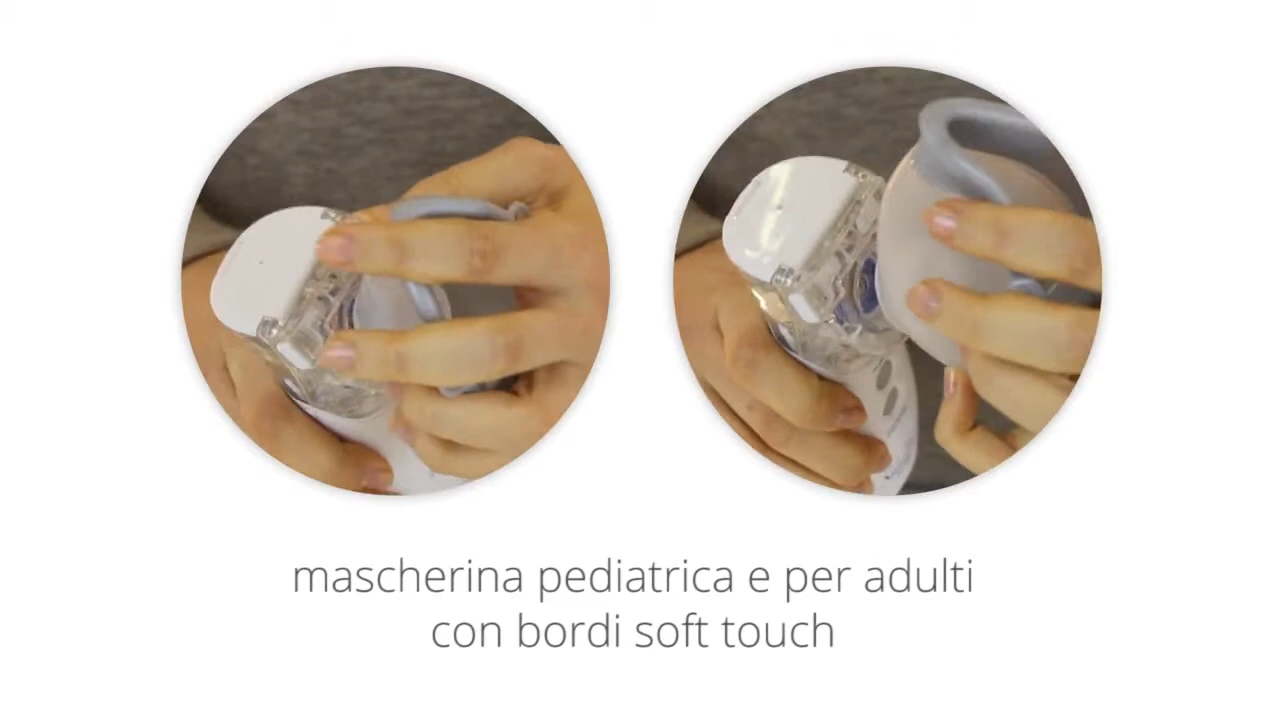 mascherina pediatrica e per adulti
con bordi soft touch